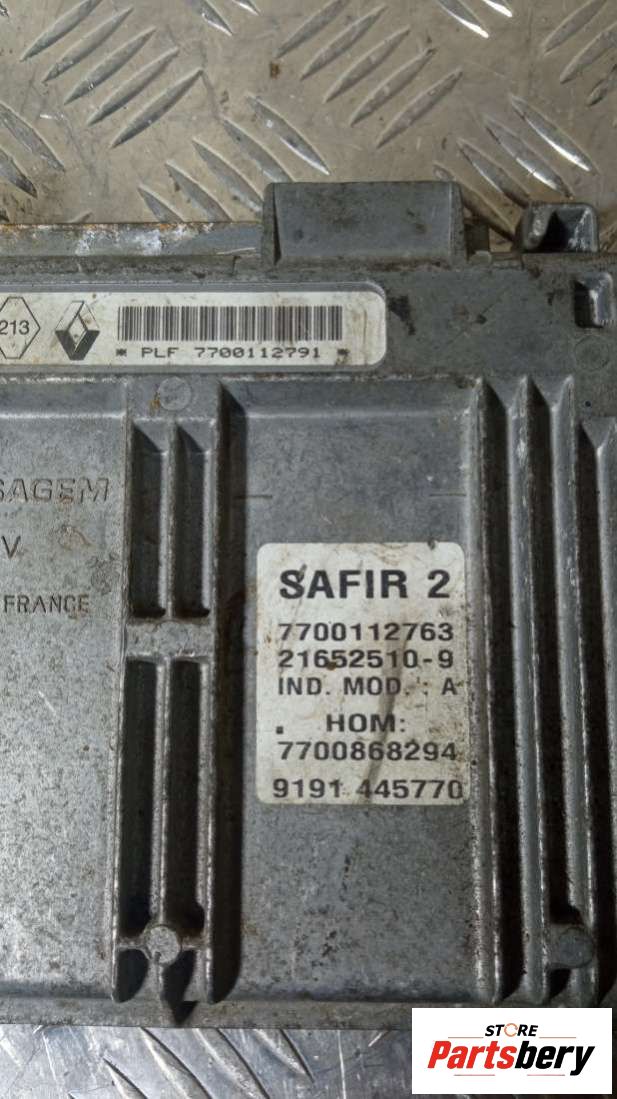 213
* PLF 7700112791 *
SAGEM
V
FRANCE
SAFIR 2
7700112763
21652510-9
IND. MOD. : A
. HOM:
7700868294
9191 445770
STORE
Partsbery